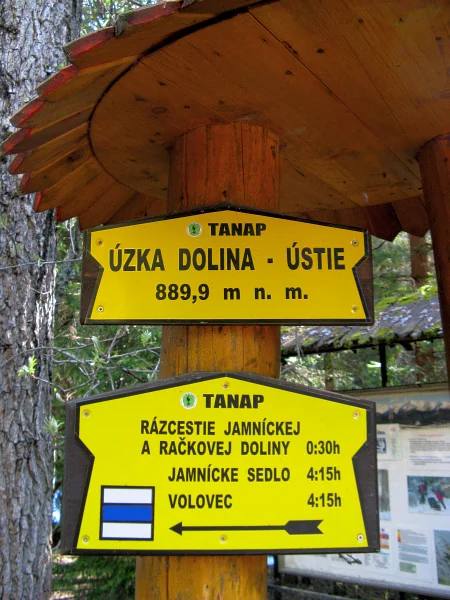 TANAP
ÚZKA DOLINA - ÚSTIE
889,9 m n. m.
TANAP
RÁZCESTIE JAMNÍCKEJ
A RAČKOVEJ DOLINY 0:30h
JAMNÍCKE SEDLO 4:15h
VOLOVEC 4:15h